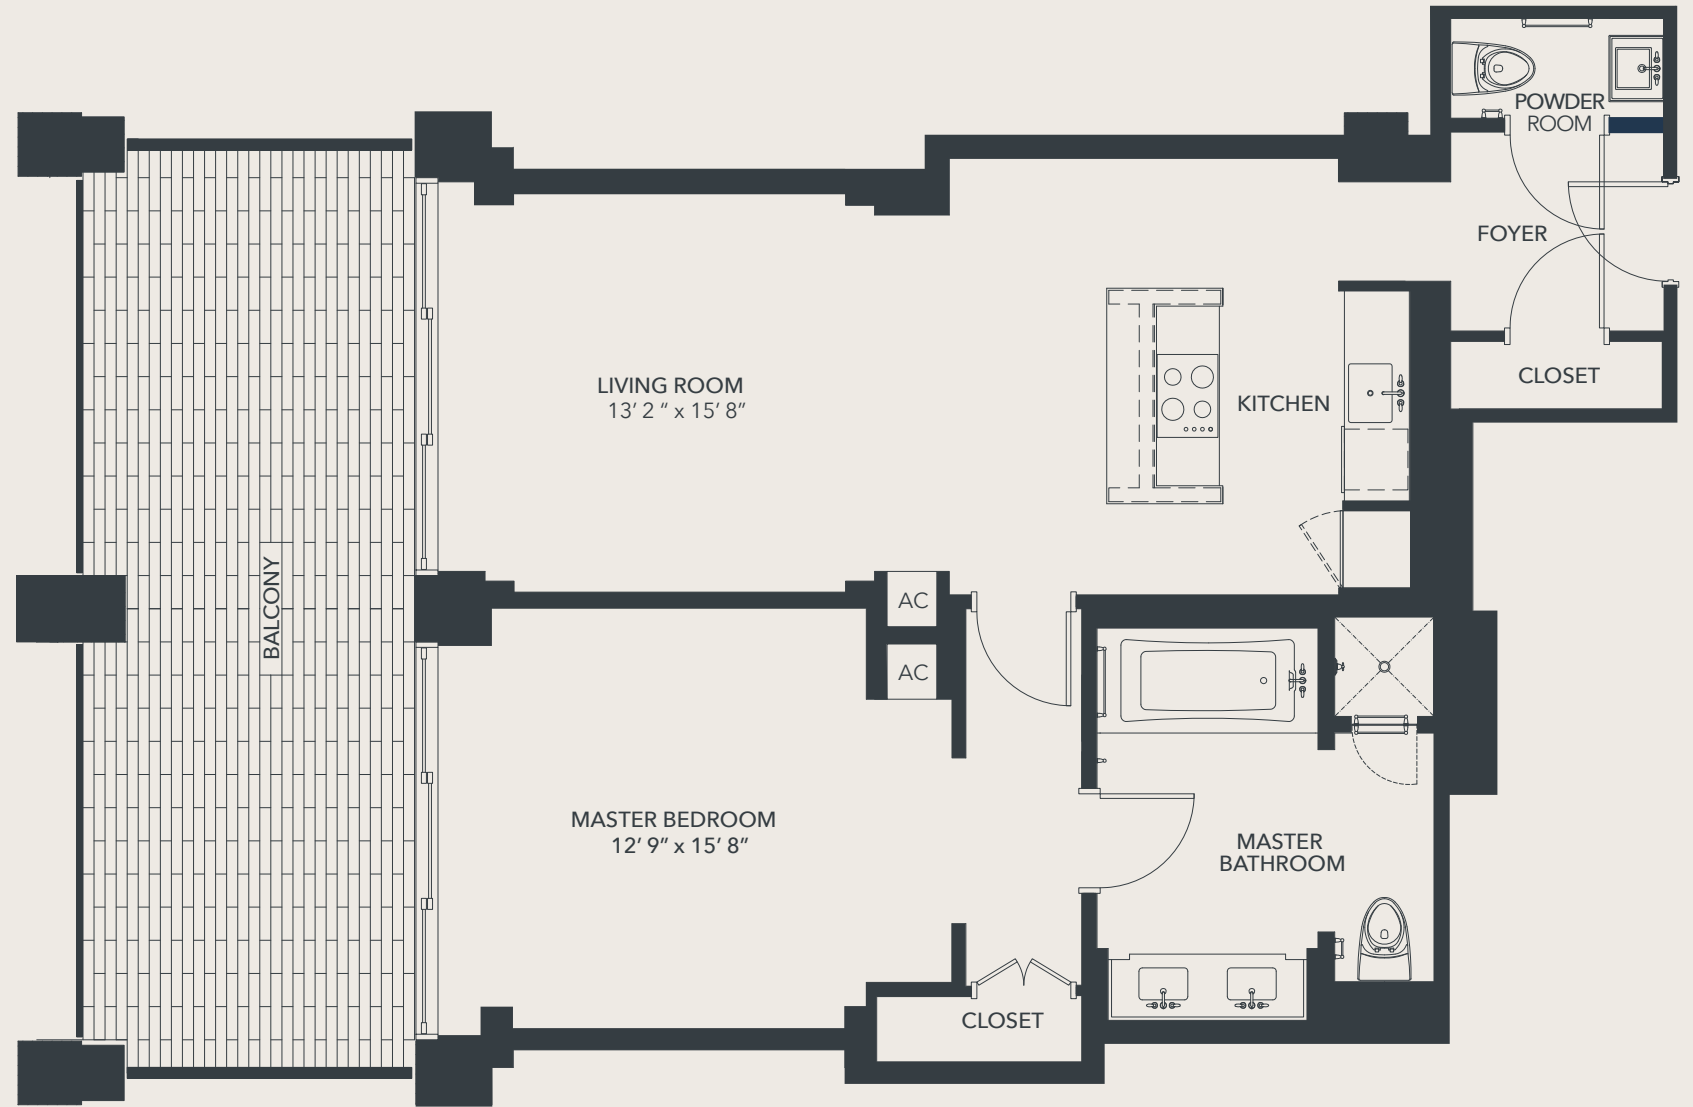 POWDER
ROOM
FOYER
CLOSET
LIVING ROOM
13’ 2 “ x 15’ 8”
KITCHEN
BALCONY
AC
AC
MASTER BEDROOM
12’ 9” x 15’ 8”
MASTER
BATHROOM
CLOSET